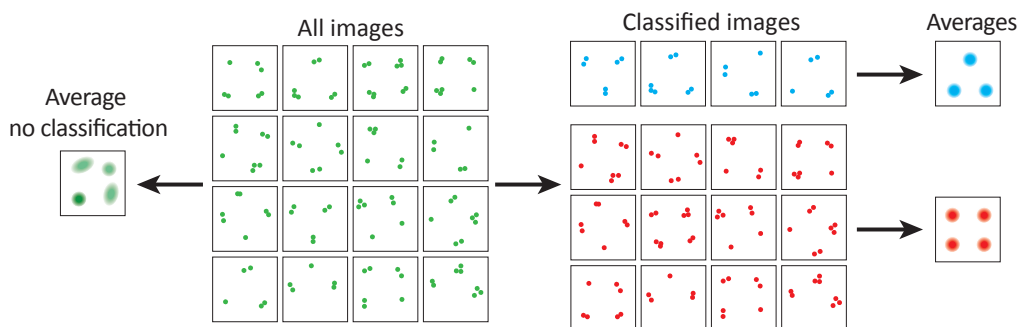 All images
Classified images
Averages
Average
no classification